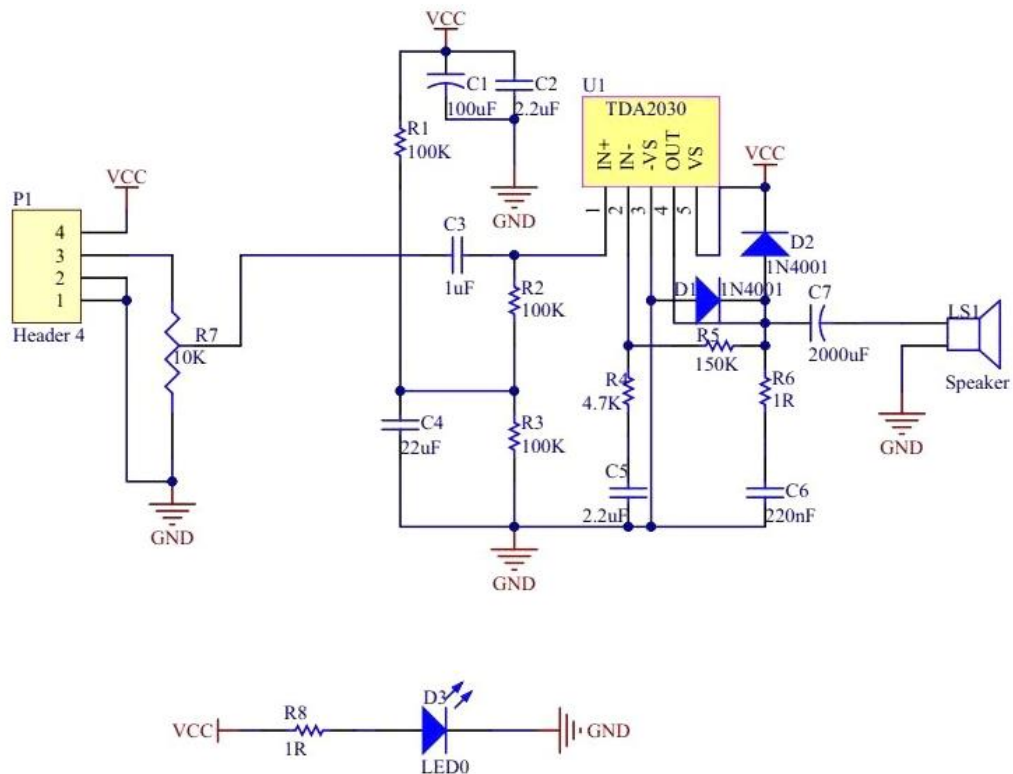 VCC
C1
100uF
C2
2.2uF
GND
R1
100K
U1
TDA2030
IN+
IN-
-VS
OUT
VS
1
2
3
4
5
VCC
D2
1N4001
D1
1N4001
C7
2000uF
LS1
Speaker
GND
P1
VCC
4
3
2
1
Header 4
R7
10K
GND
C3
1uF
R2
100K
R5
150K
R4
4.7K
R6
1R
C4
22uF
R3
100K
C5
2.2uF
C6
220nF
GND
VCC
R8
1R
D3
LED0
GND